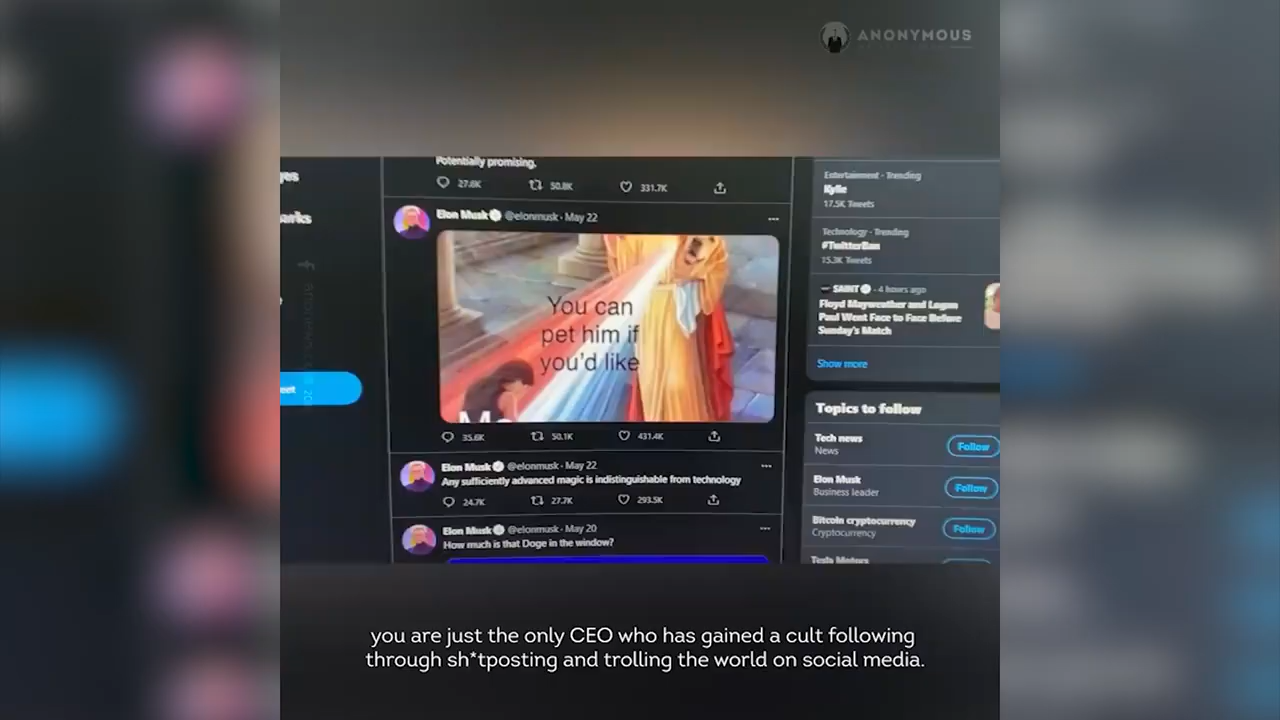 ANONYMOUS
Potentially promising.
27.6K 50.8K 331.7K
Elon Musk @elonmusk · May 22
You can
pet him if
you'd like
35.6K 50.1K 431.4K
Elon Musk @elonmusk · May 22
Any sufficiently advanced magic is indistinguishable from technology
24.7K 27.7K 293.5K
Elon Musk @elonmusk · May 20
How much is that Doge in the window?
Entertainment · Trending
Kylie
17.5K Tweets
Technology · Trending
#TwitterBan
15.3K Tweets
SAINT · 4 hours ago
Floyd Mayweather and Logan
Paul Went Face to Face Before
Sunday's Match
Show more
Topics to follow
Tech news
News
Follow
Elon Musk
Business leader
Follow
Bitcoin cryptocurrency
Cryptocurrency
Follow
Tesla Motors
you are just the only CEO who has gained a cult following
through sh*tposting and trolling the world on social media.